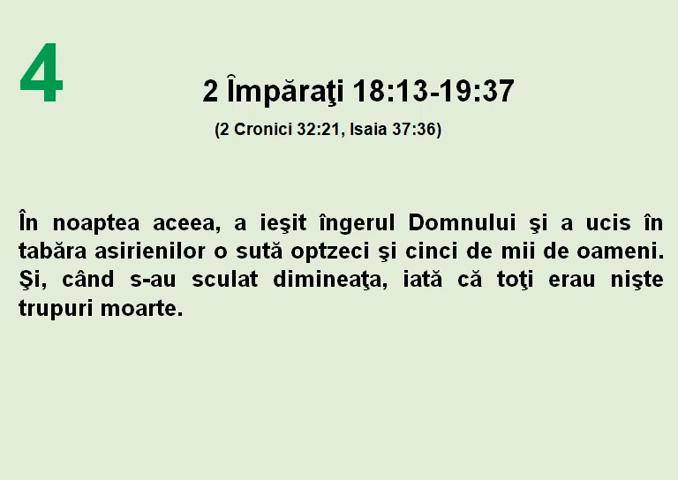 4
2 Împăraţi 18:13-19:37
(2 Cronici 32:21, Isaia 37:36)
În noaptea aceea, a ieşit îngerul Domnului şi a ucis în
tabăra asirienilor o sută optzeci şi cinci de mii de oameni.
Şi, când s-au sculat dimineaţa, iată că toţi erau nişte
trupuri moarte.